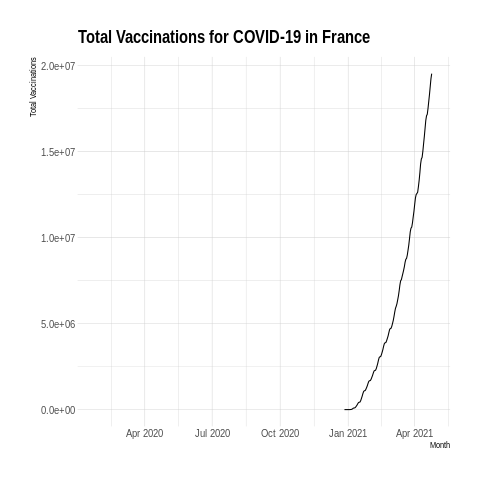 Total Vaccinations for COVID-19 in France
Total Vaccinations
2.0e+07
1.5e+07
1.0e+07
5.0e+06
0.0e+00
Apr 2020 Jul 2020 Oct 2020 Jan 2021 Apr 2021
Month